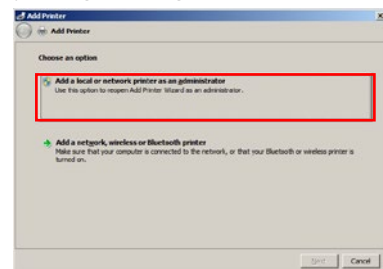 Add Printer
Add Printer
Choose an option
Add a local or network printer as an administrator
Use this option to reopen Add Printer Wizard as an administrator.
Add a network, wireless or Bluetooth printer
Make sure that your computer is connected to the network, or that your Bluetooth or wireless printer is
turned on.
Next Cancel